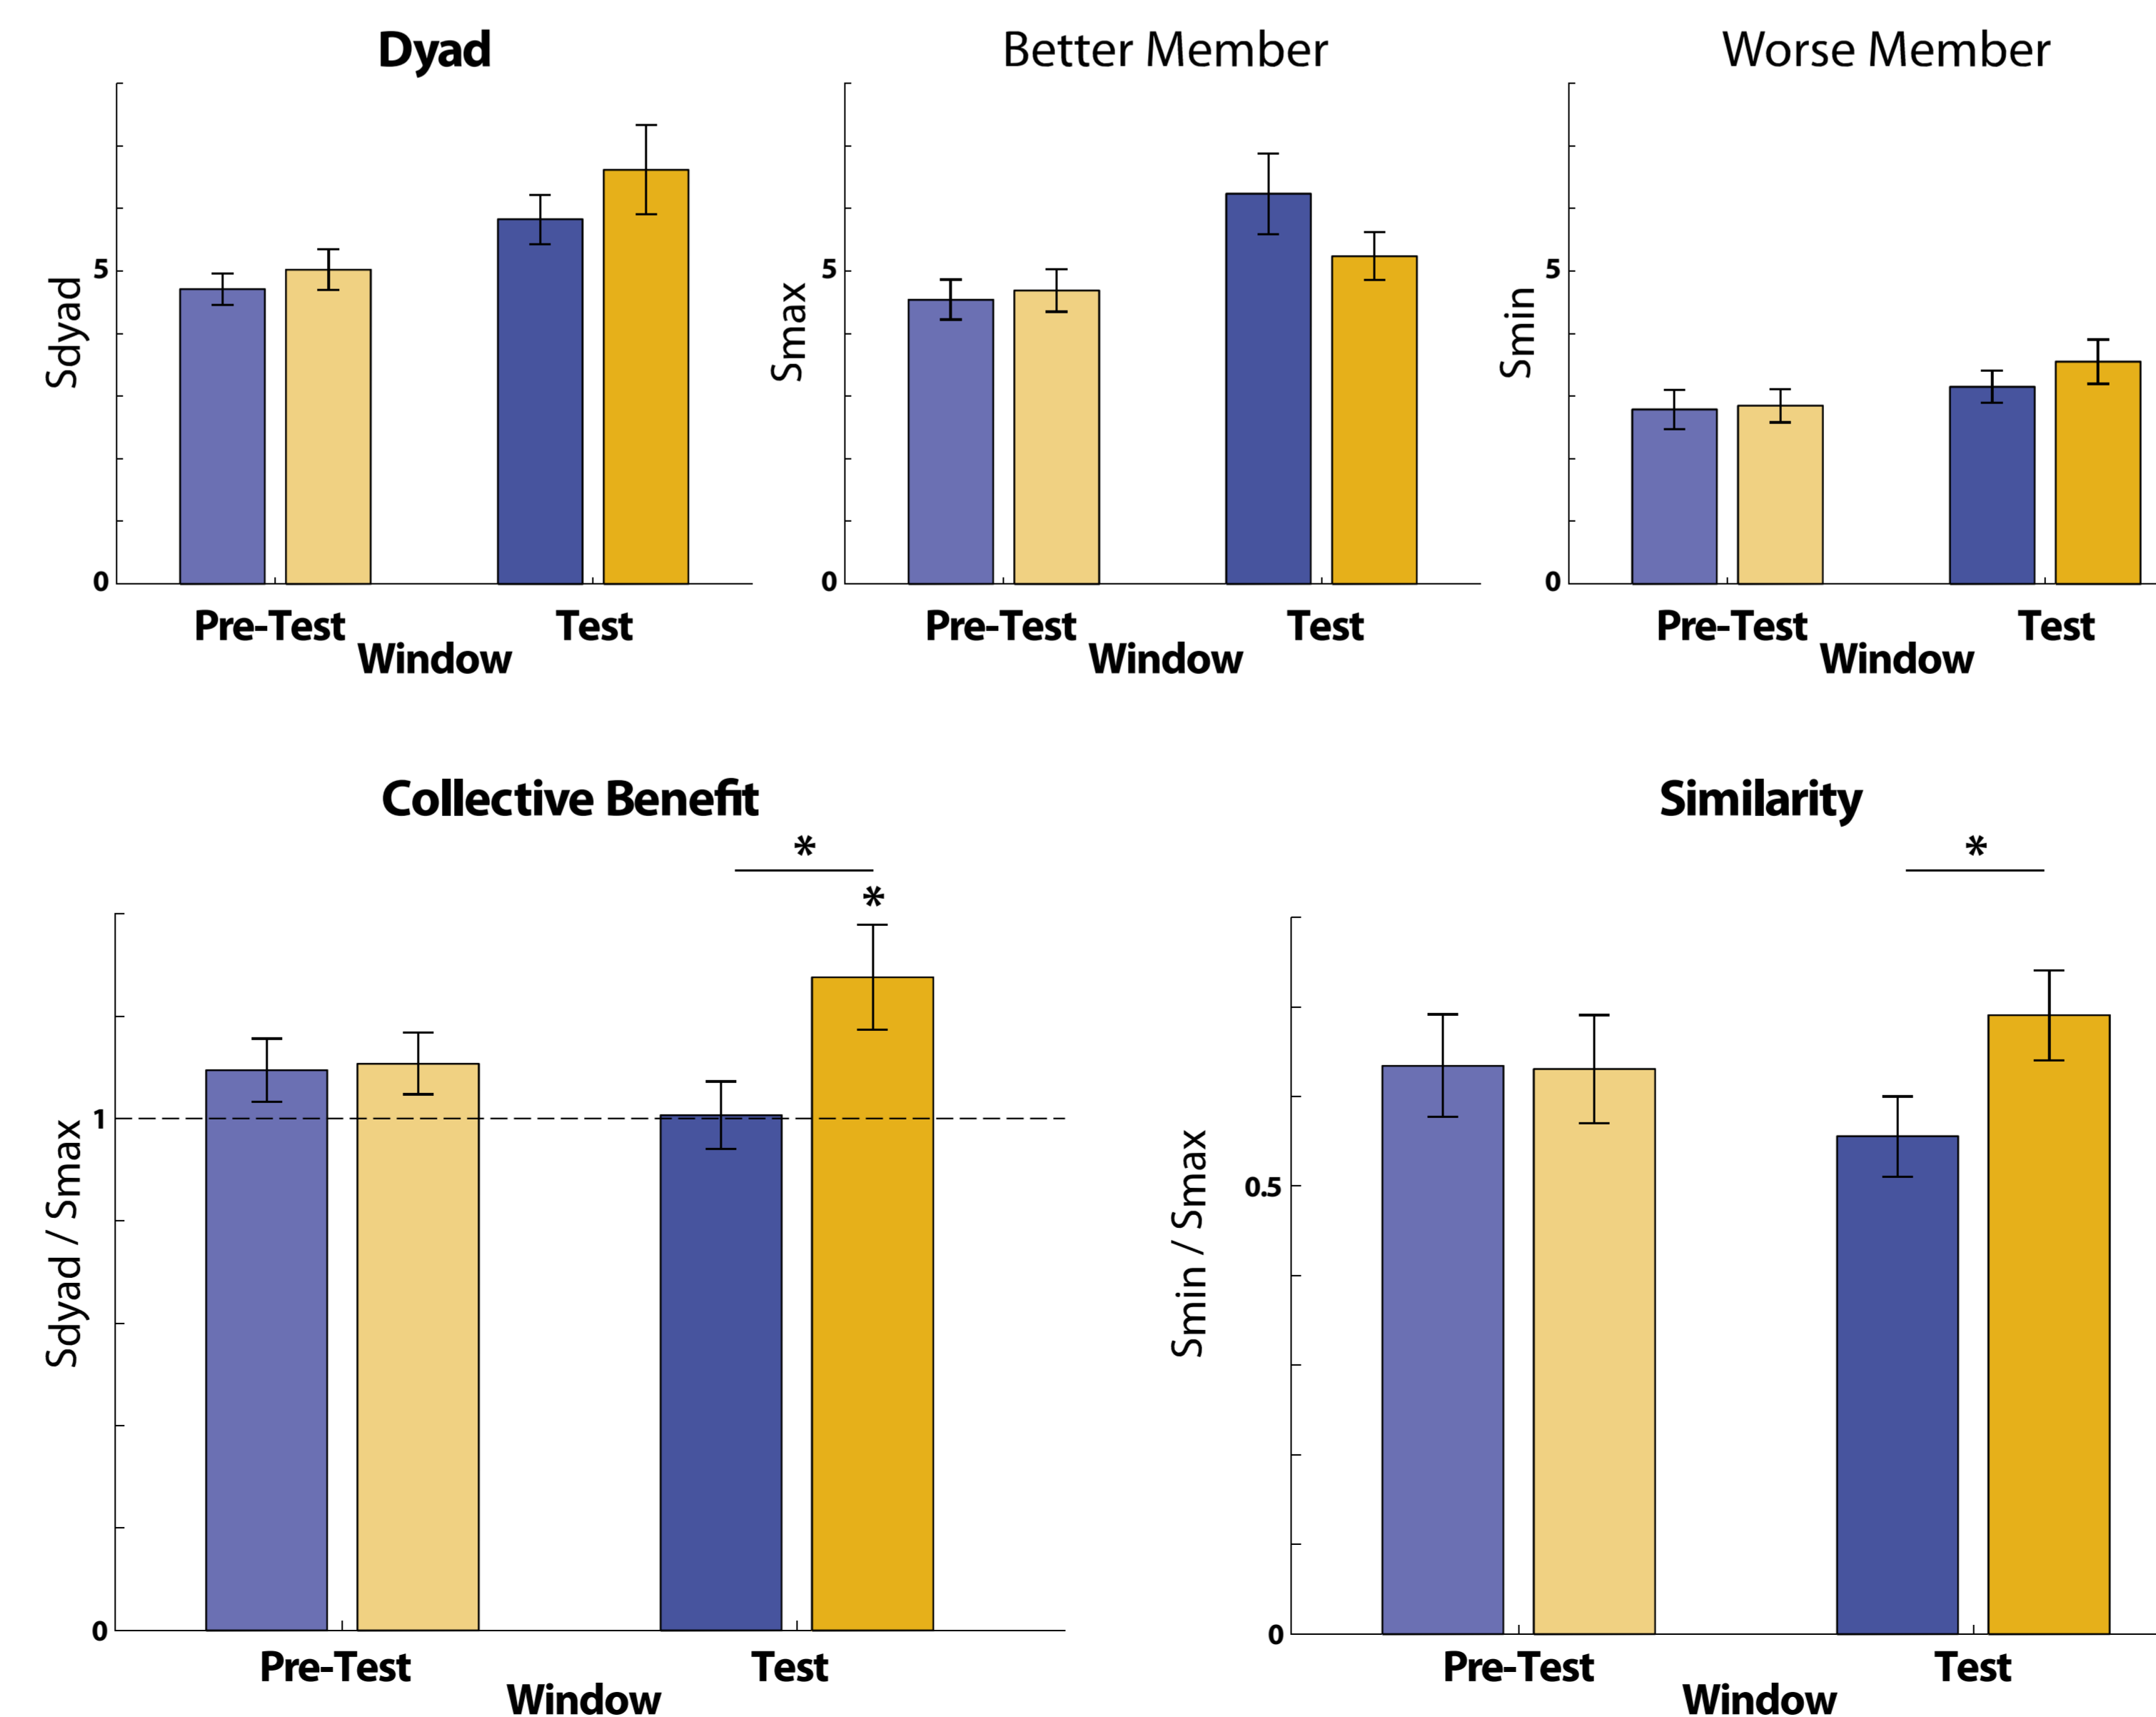 Dyad
Better Member
Worse Member
Sdyad
5
0
Pre-Test
Test
Window
Smax
5
0
Pre-Test
Test
Window
Smin
5
0
Pre-Test
Test
Window
Collective Benefit
*
*
Sdyad / Smax
1
0
Pre-Test
Test
Window
Similarity
*
Smin / Smax
0.5
0
Pre-Test
Test
Window